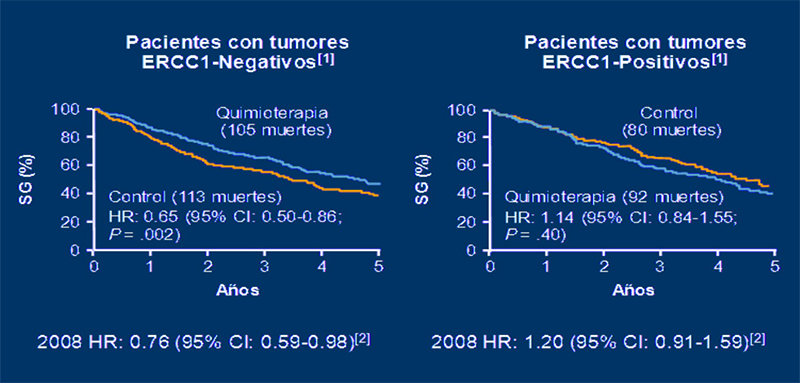 Pacientes con tumores
ERCC1-Negativos[1]
100
80
60
40
20
0
SG (%)
Quimioterapia
(105 muertes)
Control (113 muertes)
HR: 0.65 (95% CI: 0.50-0.86;
P = .002)
0 1 2 3 4 5
Años
2008 HR: 0.76 (95% CI: 0.59-0.98)[2]
Pacientes con tumores
ERCC1-Positivos[1]
100
80
60
40
20
0
SG (%)
Control
(80 muertes)
Quimioterapia (92 muertes)
HR: 1.14 (95% CI: 0.84-1.55;
P = .40)
0 1 2 3 4 5
Años
2008 HR: 1.20 (95% CI: 0.91-1.59)[2]